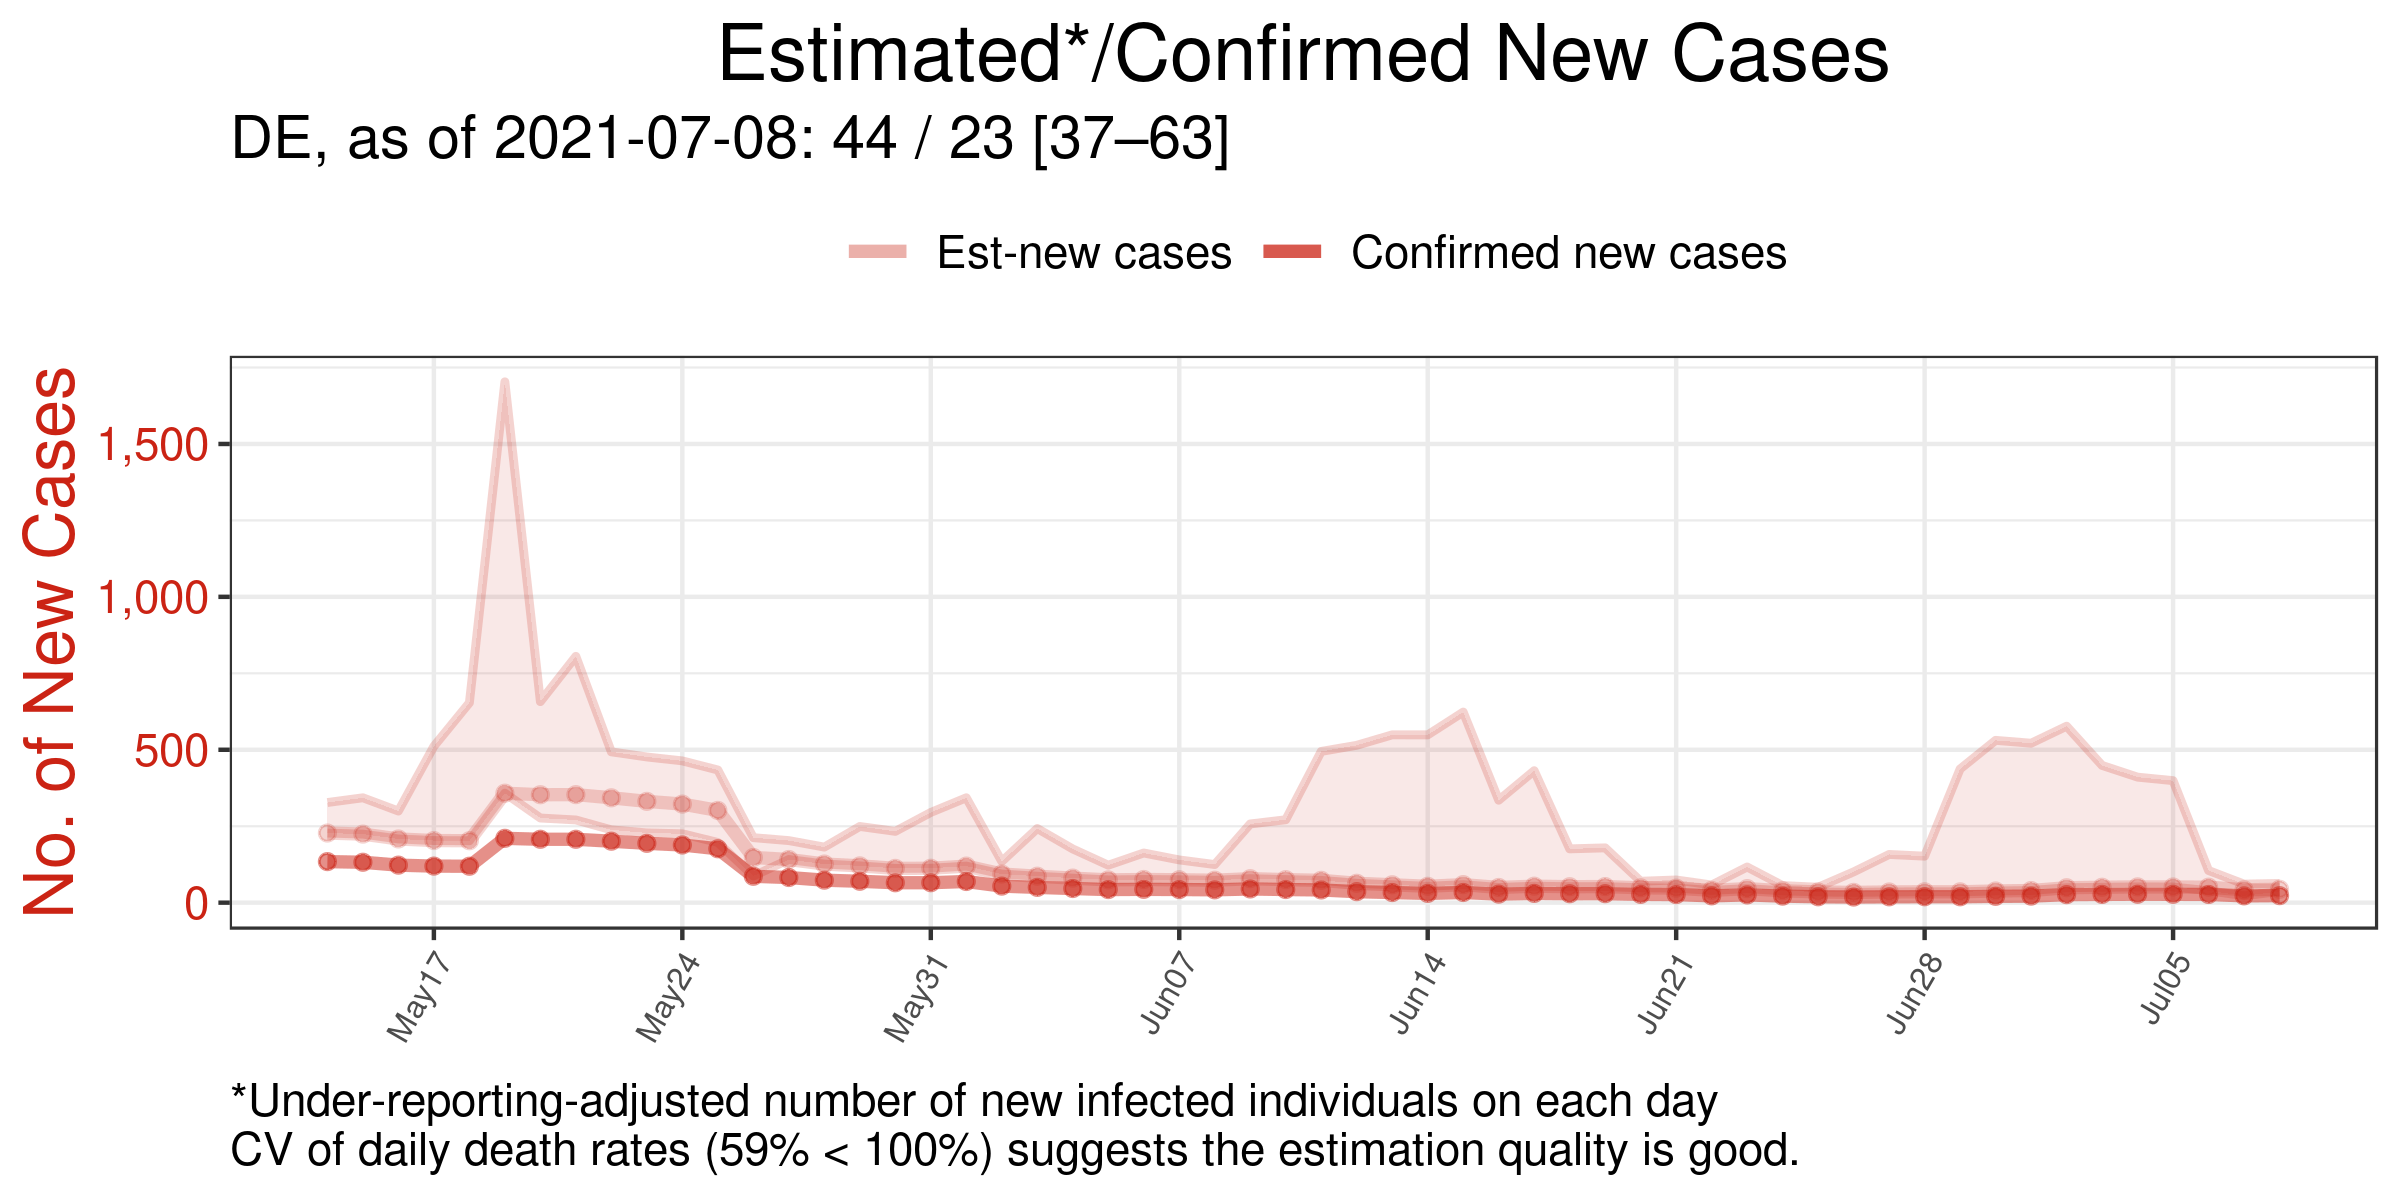 Estimated*/Confirmed New Cases
DE, as of 2021-07-08: 44 / 23 [37–63]
Est-new cases
Confirmed new cases
No. of New Cases
1,500
1,000
500
0
May17
May24
May31
Jun07
Jun14
Jun21
Jun28
Jul05
*Under-reporting-adjusted number of new infected individuals on each day
CV of daily death rates (59% < 100%) suggests the estimation quality is good.